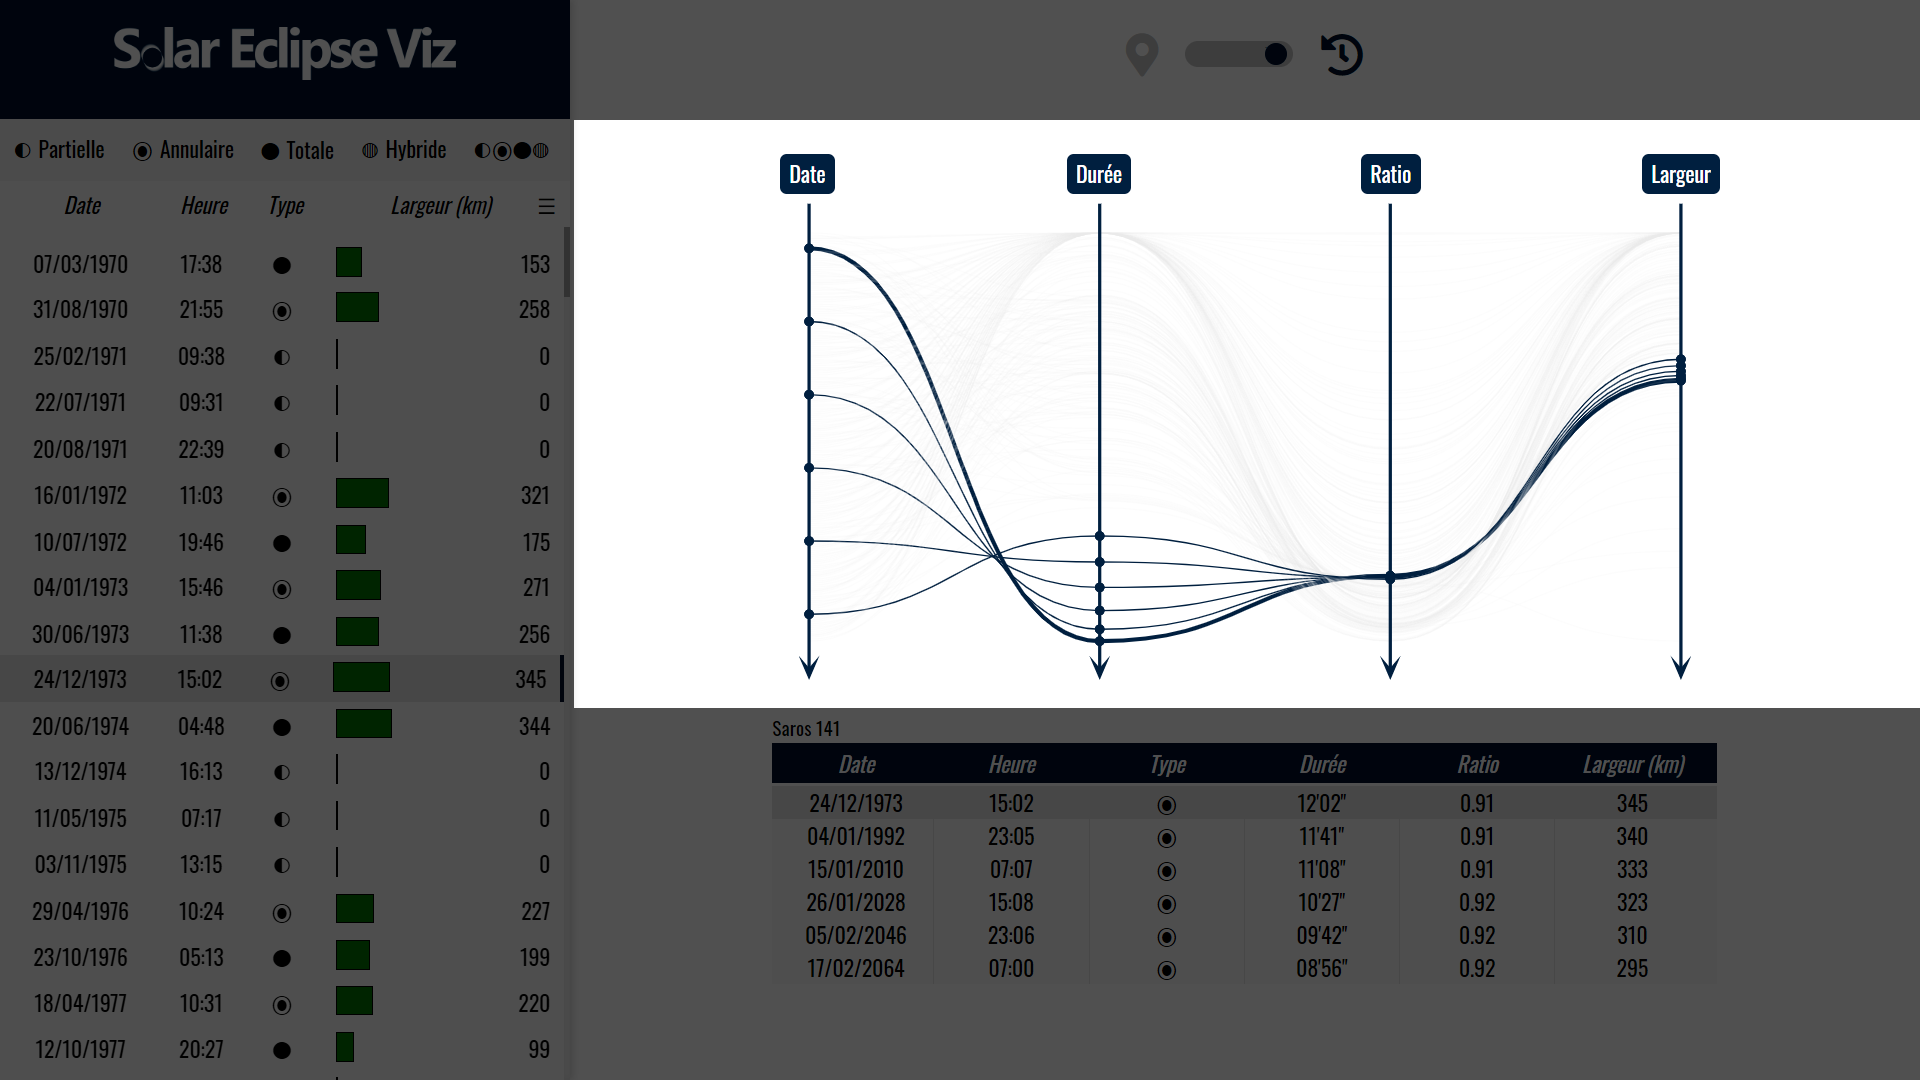 Solar Eclipse Viz
Partielle Annulaire Totale Hybride
Date Heure Type Largeur (km)
07/03/1970 17:38 153
31/08/1970 21:55 258
25/02/1971 09:38 0
22/07/1971 09:31 0
20/08/1971 22:39 0
16/01/1972 11:03 321
10/07/1972 19:46 175
04/01/1973 15:46 271
30/06/1973 11:38 256
24/12/1973 15:02 345
20/06/1974 04:48 344
13/12/1974 16:13 0
11/05/1975 07:17 0
03/11/1975 13:15 0
29/04/1976 10:24 227
23/10/1976 05:13 199
18/04/1977 10:31 220
12/10/1977 20:27 99
Date Durée Ratio Largeur
Saros 141
Date Heure Type Durée Ratio Largeur (km)
24/12/1973 15:02 12'02" 0.91 345
04/01/1992 23:05 11'41" 0.91 340
15/01/2010 07:07 11'08" 0.91 333
26/01/2028 15:08 10'27" 0.92 323
05/02/2046 23:06 09'42" 0.92 310
17/02/2064 07:00 08'56" 0.92 295